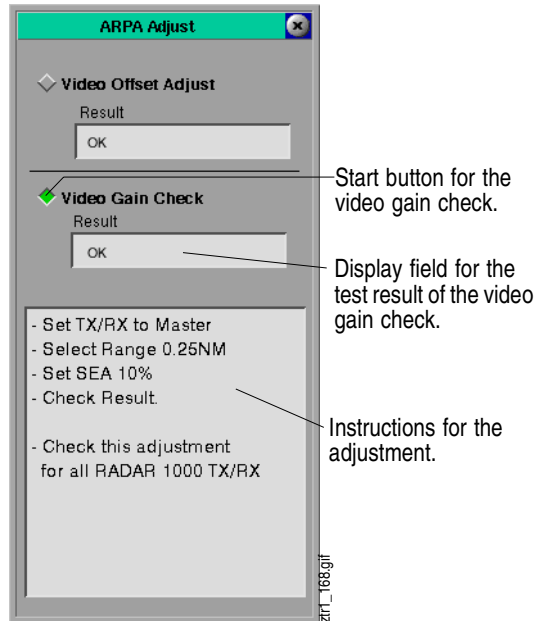 ARPA Adjust
Video Offset Adjust
Result
OK
Video Gain Check
Result
OK
- Set TX/RX to Master
- Select Range 0.25NM
- Set SEA 10%
- Check Result.
- Check this adjustment
for all RADAR 1000 TX/RX
Start button for the
video gain check.
Display field for the
test result of the video
gain check.
Instructions for the
adjustment.
ztr1_168.gif